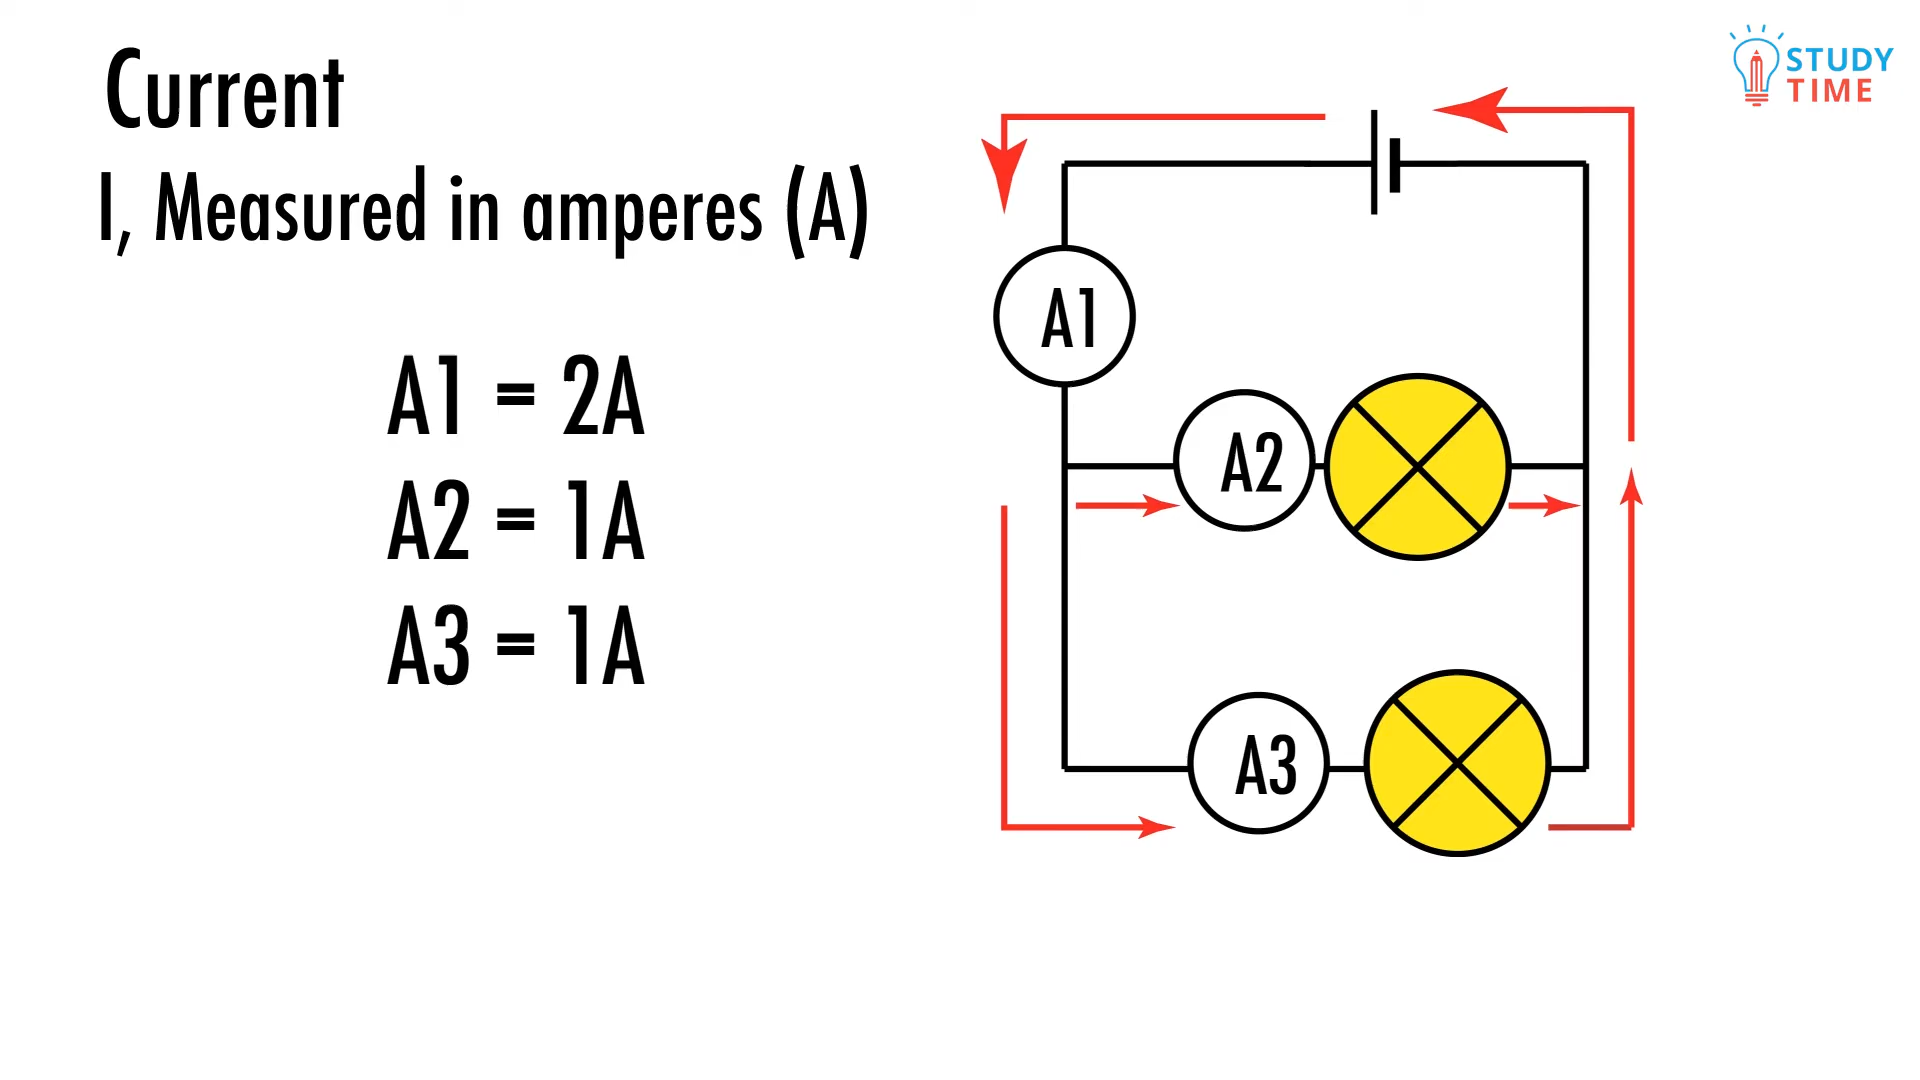 Current
I, Measured in amperes (A)
A1 = 2A
A2 = 1A
A3 = 1A
STUDY
TIME
A1
A2
A3